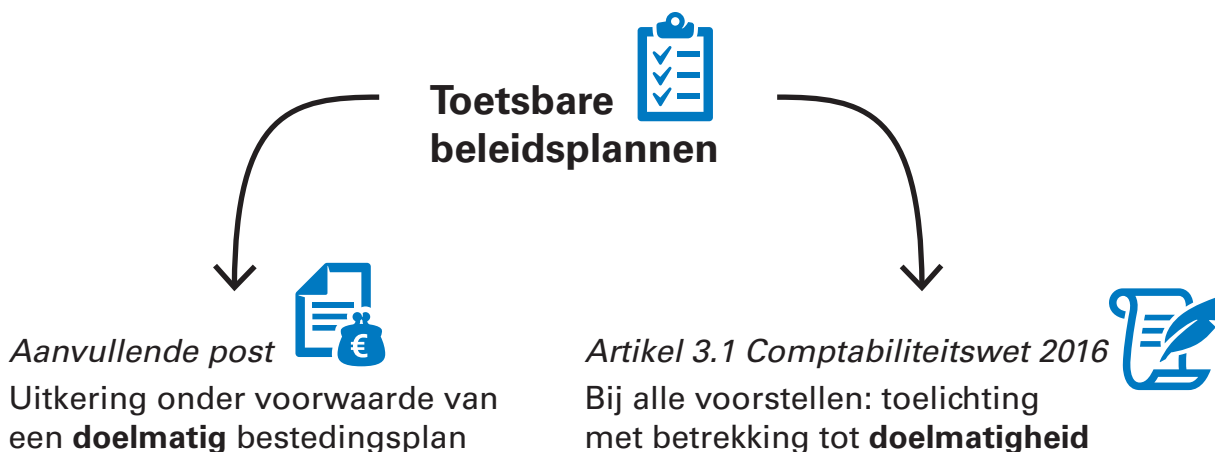 Toetsbare
beleidsplannen
Aanvullende post
€
Uitkering onder voorwaarde van
een doelmatig bestedingsplan
Artikel 3.1 Comptabiliteitswet 2016
Bij alle voorstellen: toelichting
met betrekking tot doelmatigheid